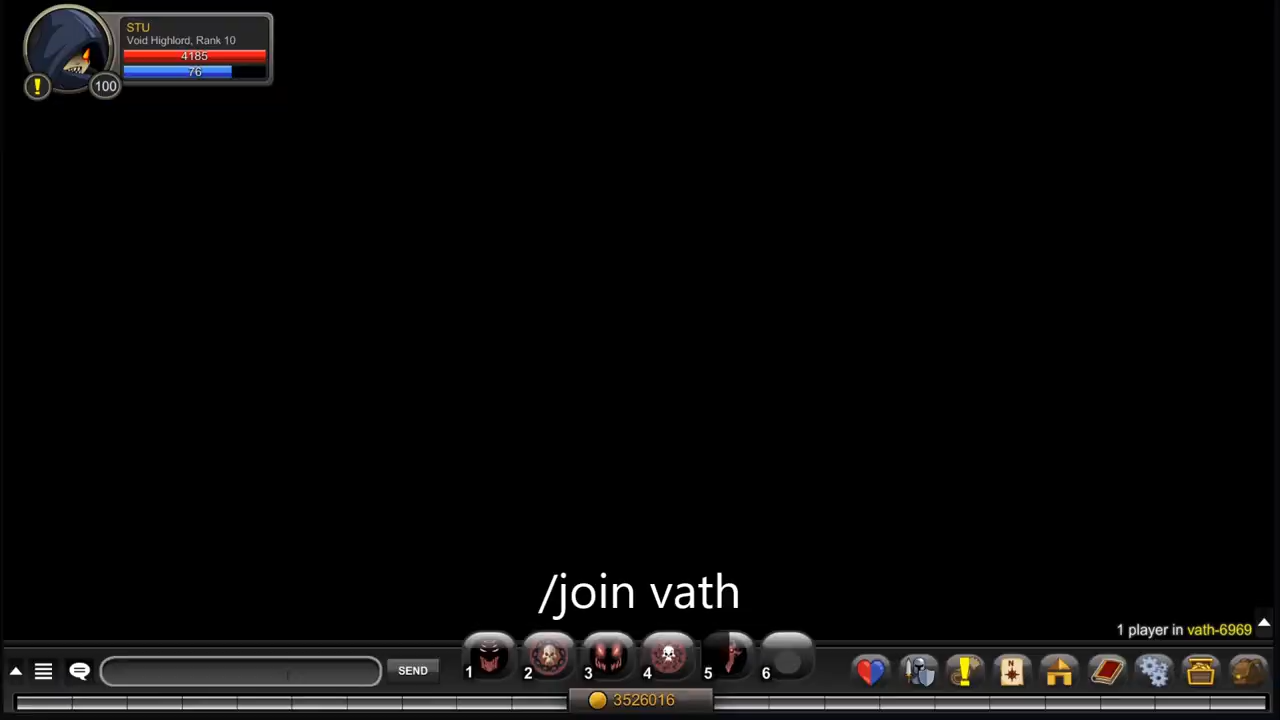 STU
Void Highlord, Rank 10
4185
76
!
100
/join vath
1 player in vath-6969
SEND
1
2
3
4
5
6
N
3526016